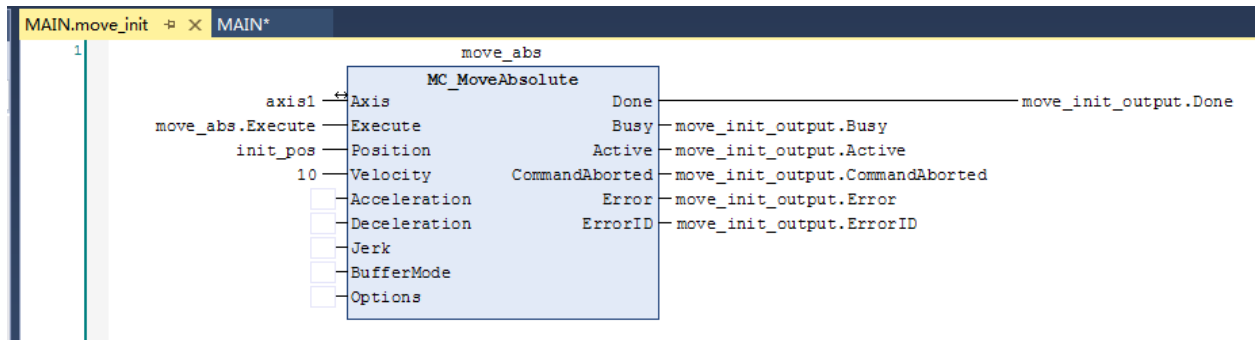 MAIN.move_init MAIN*
1
move_abs
MC_MoveAbsolute
axis1 Axis Done move_init_output.Done
move_abs.Execute Execute Busy move_init_output.Busy
init_pos Position Active move_init_output.Active
10 Velocity CommandAborted move_init_output.CommandAborted
Acceleration Error move_init_output.Error
Deceleration ErrorID move_init_output.ErrorID
Jerk
BufferMode
Options